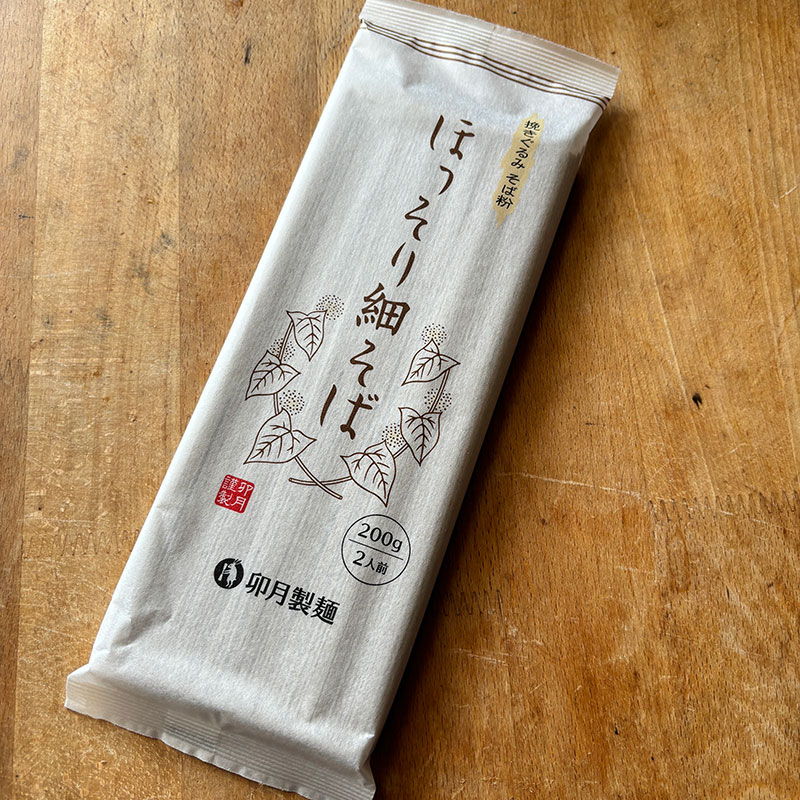 挽きぐるみ そば粉
ほっそり細そば
卯月
謹製
200g
2人前
卯月製麺